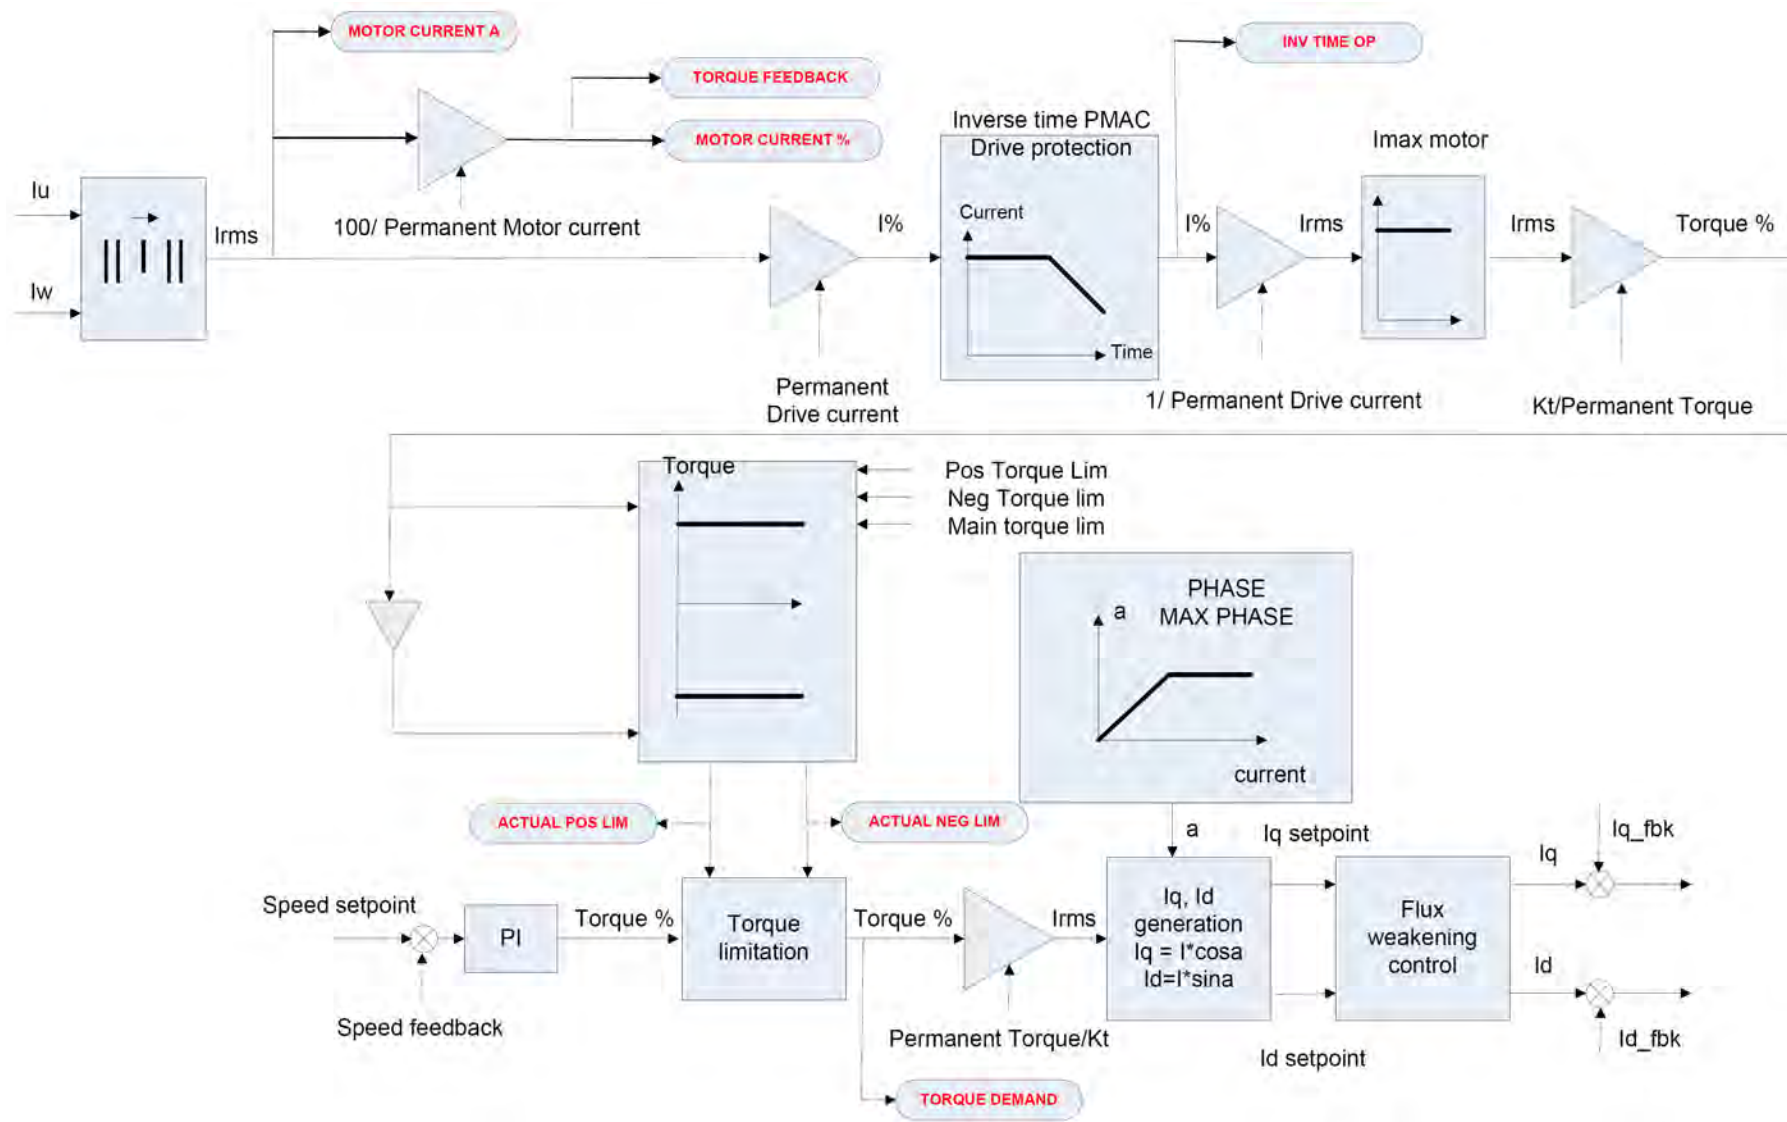 MOTOR CURRENT A
INV TIME OP
TORQUE FEEDBACK
MOTOR CURRENT %
Inverse time PMAC
Drive protection
Imax motor
Iu
Iw
Irms
100/ Permanent Motor current
I%
Current
Time
I%
Irms
Irms
Torque %
Permanent
Drive current
1/ Permanent Drive current
Kt/Permanent Torque
Torque
Pos Torque Lim
Neg Torque lim
Main torque lim
PHASE
MAX PHASE
a
current
ACTUAL POS LIM
ACTUAL NEG LIM
a
Iq setpoint
Iq_fbk
Iq
Speed setpoint
PI
Torque %
Torque
limitation
Torque %
Irms
Iq, Id
generation
Iq = I*cosa
Id=I*sina
Flux
weakening
control
Id
Speed feedback
Permanent Torque/Kt
Id setpoint
Id_fbk
TORQUE DEMAND